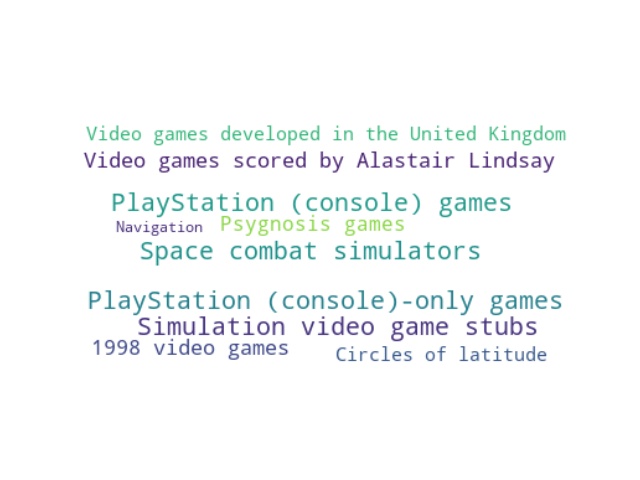 Video games developed in the United Kingdom
Video games scored by Alastair Lindsay
PlayStation (console) games
Navigation
Psygnosis games
Space combat simulators
PlayStation (console)-only games
Simulation video game stubs
1998 video games
Circles of latitude